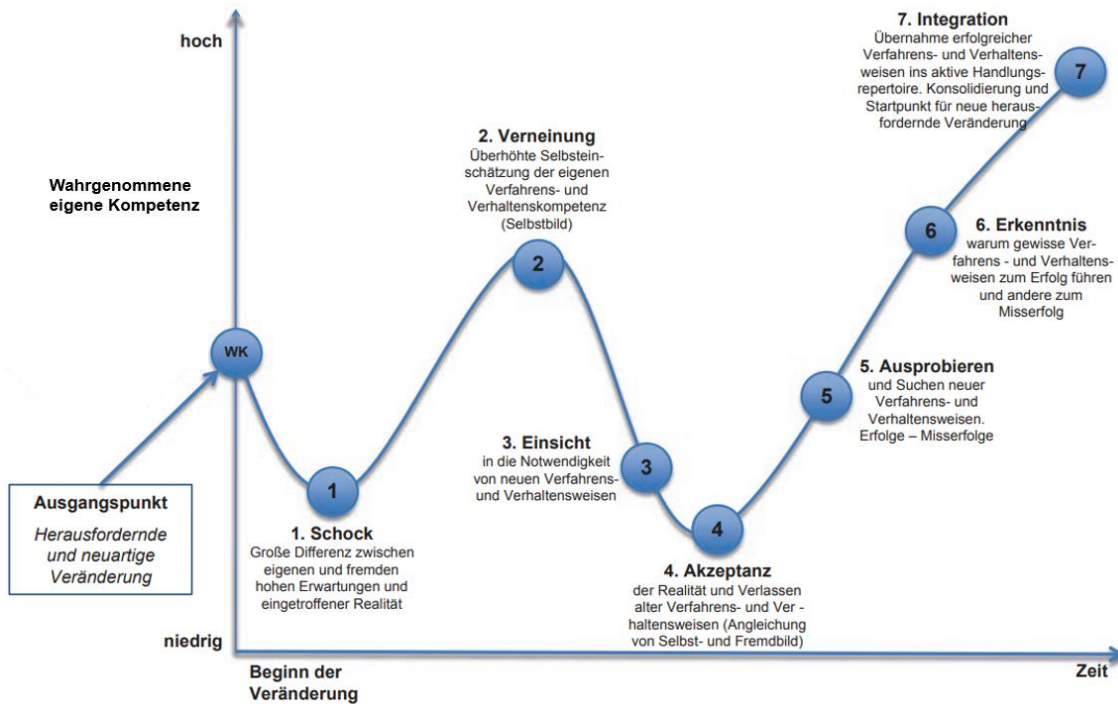 hoch
Wahrgenommene
eigene Kompetenz
niedrig
WK
Ausgangspunkt
Herausfordernde
und neuartige
Veränderung
1
1. Schock
Große Differenz zwischen
eigenen und fremden
hohen Erwartungen und
eingetroffener Realität
2. Verneinung
Überhöhte Selbstein-
schätzung der eigenen
Verfahrens- und
Verhaltenskompetenz
(Selbstbild)
2
3. Einsicht
in die Notwendigkeit
von neuen Verfahrens-
und Verhaltensweisen
3
4
4. Akzeptanz
der Realität und Verlassen
alter Verfahrens- und Ver -
haltensweisen (Angleichung
von Selbst- und Fremdbild)
5
5. Ausprobieren
und Suchen neuer
Verfahrens- und
Verhaltensweisen.
Erfolge – Misserfolge
6
6. Erkenntnis
warum gewisse Ver-
fahrens - und Verhaltens-
weisen zum Erfolg führen
und andere zum
Misserfolg
7. Integration
Übernahme erfolgreicher
Verfahrens- und Verhaltens-
weisen ins aktive Handlungs-
repertoire. Konsolidierung und
Startpunkt für neue heraus-
fordernde Veränderung
7
Beginn der
Veränderung
Zeit